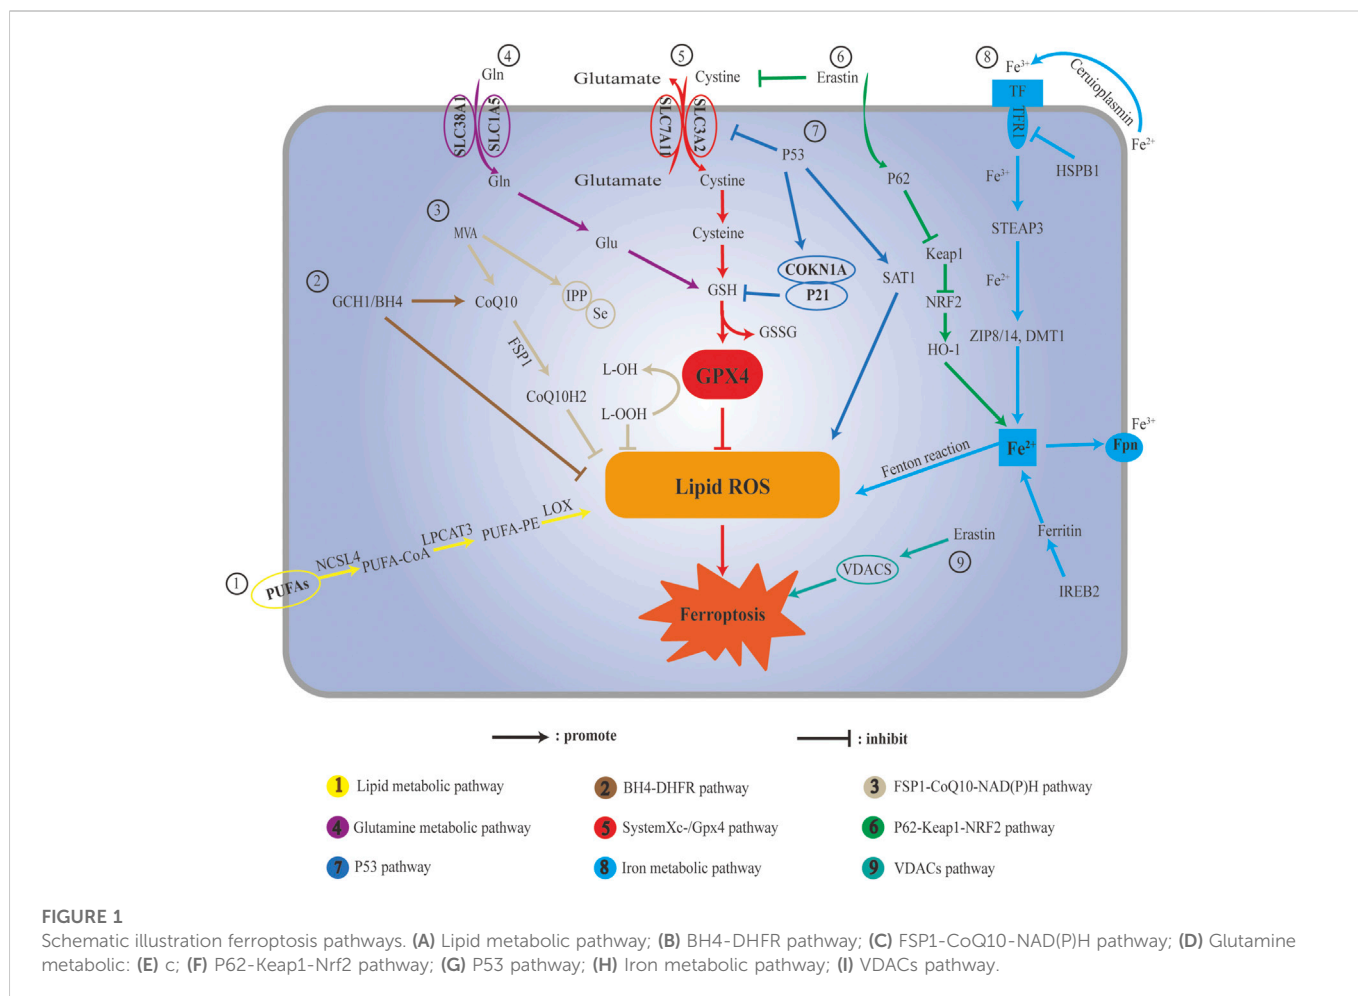 4
5
6
8
Gln
Glutamate
Cystine
Erastin
Fe3+
TF
Ceruioplasmin
SLC38A1
SLC1A5
SLC7A11
SLC3A2
TFR1
Fe2+
7
P53
HSPB1
Gln
Glutamate
Cystine
P62
Fe3+
3
MVA
Glu
Cysteine
STEAP3
Keap1
2
COKN1A
SAT1
Fe2+
GCH1/BH4
CoQ10
IPP
Se
GSH
P21
NRF2
GSSG
ZIP8/14, DMT1
FSP1
HO-1
L-OH
GPX4
CoQ10H2
L-OOH
Fe3+
Fe2+
Fpn
Fenton reaction
Lipid ROS
LOX
PUFA-PE
LPCAT3
PUFA-CoA
NCSL4
1
PUFAs
Erastin
Ferritin
VDACS
9
IREB2
Ferroptosis
: promote
: inhibit
1 Lipid metabolic pathway
2 BH4-DHFR pathway
3 FSP1-CoQ10-NAD(P)H pathway
4 Glutamine metabolic pathway
5 SystemXc-/Gpx4 pathway
6 P62-Keap1-NRF2 pathway
7 P53 pathway
8 Iron metabolic pathway
9 VDACs pathway
FIGURE 1
Schematic illustration ferroptosis pathways. (A) Lipid metabolic pathway; (B) BH4-DHFR pathway; (C) FSP1-CoQ10-NAD(P)H pathway; (D) Glutamine
metabolic: (E) c; (F) P62-Keap1-Nrf2 pathway; (G) P53 pathway; (H) Iron metabolic pathway; (I) VDACs pathway.